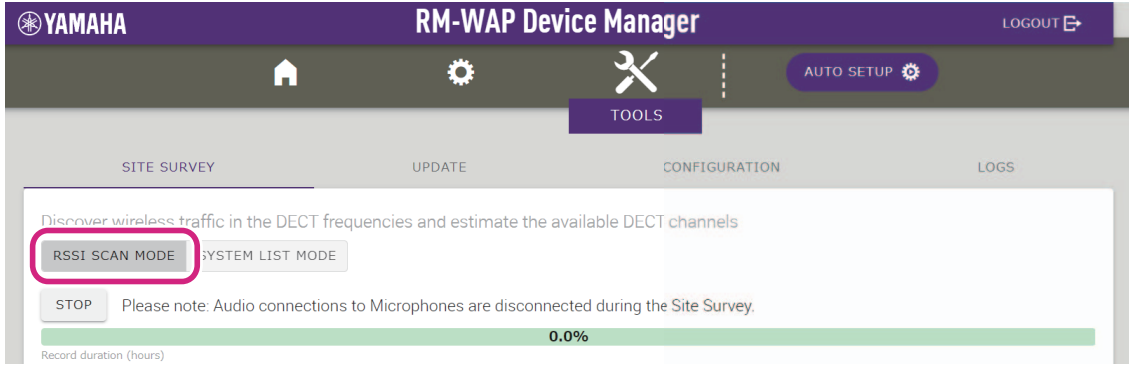 YAMAHA RM-WAP Device Manager LOGOUT
AUTO SETUP
TOOLS
SITE SURVEY UPDATE CONFIGURATION LOGS
Discover wireless traffic in the DECT frequencies and estimate the available DECT channels
RSSI SCAN MODE SYSTEM LIST MODE
STOP Please note: Audio connections to Microphones are disconnected during the Site Survey.
0.0%
Record duration (hours)